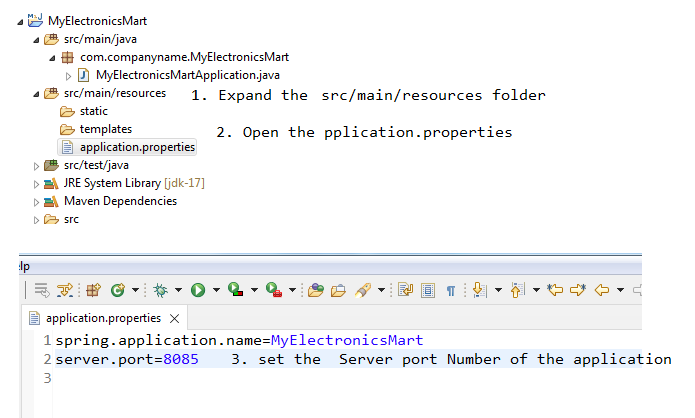 MyElectronicsMart
src/main/java
com.companyname.MyElectronicsMart
MyElectronicsMartApplication.java
src/main/resources 1. Expand the src/main/resources folder
static
templates 2. Open the pplication.properties
application.properties
src/test/java
JRE System Library [jdk-17]
Maven Dependencies
src
elp
application.properties
1 spring.application.name=MyElectronicsMart
2 server.port=8085 3. set the Server port Number of the application
3